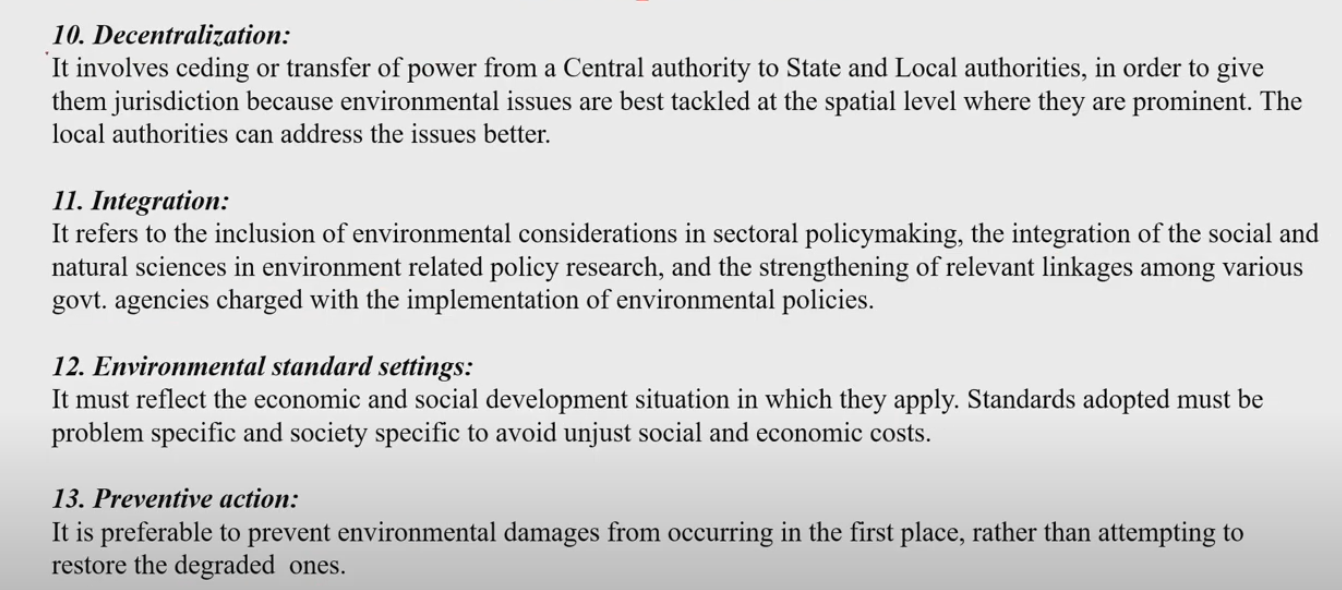 10. Decentralization:
It involves ceding or transfer of power from a Central authority to State and Local authorities, in order to give
them jurisdiction because environmental issues are best tackled at the spatial level where they are prominent. The
local authorities can address the issues better.
11. Integration:
It refers to the inclusion of environmental considerations in sectoral policymaking, the integration of the social and
natural sciences in environment related policy research, and the strengthening of relevant linkages among various
govt. agencies charged with the implementation of environmental policies.
12. Environmental standard settings:
It must reflect the economic and social development situation in which they apply. Standards adopted must be
problem specific and society specific to avoid unjust social and economic costs.
13. Preventive action:
It is preferable to prevent environmental damages from occurring in the first place, rather than attempting to
restore the degraded  ones.